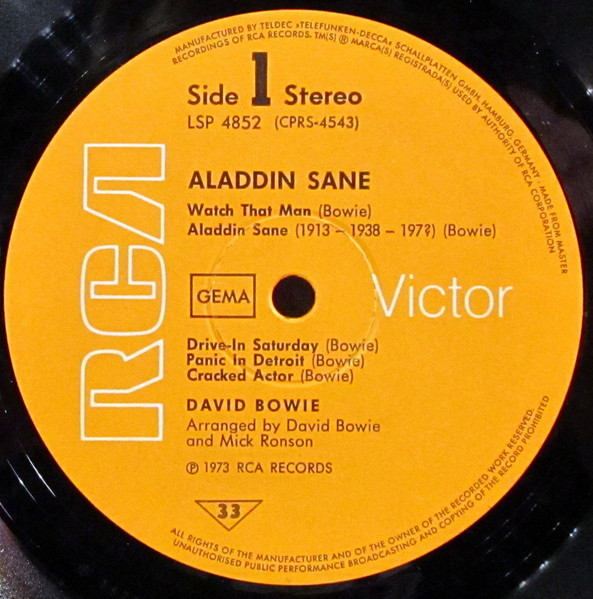 MANUFACTURED BY TELDEC »TELEFUNKEN-DECCA« SCHALLPLATTEN GMBH, HAMBURG, GERMANY · MADE FROM MASTER
RECORDINGS OF RCA RECORDS. TM(S) ® MARCA(S) REGISTRADA(S) USED BY AUTHORITY OF RCA CORPORATION
Side 1 Stereo
LSP 4852 (CPRS-4543)
RCA
ALADDIN SANE
Watch That Man (Bowie)
Aladdin Sane (1913 – 1938 – 197?) (Bowie)
GEMA
Victor
Drive-In Saturday (Bowie)
Panic in Detroit (Bowie)
Cracked Actor (Bowie)
DAVID BOWIE
Arranged by David Bowie
and Mick Ronson
℗ 1973 RCA RECORDS
33
ALL RIGHTS OF THE MANUFACTURER AND OF THE OWNER OF THE RECORDED WORK RESERVED.
UNAUTHORISED PUBLIC PERFORMANCE BROADCASTING AND COPYING OF THE RECORD PROHIBITED